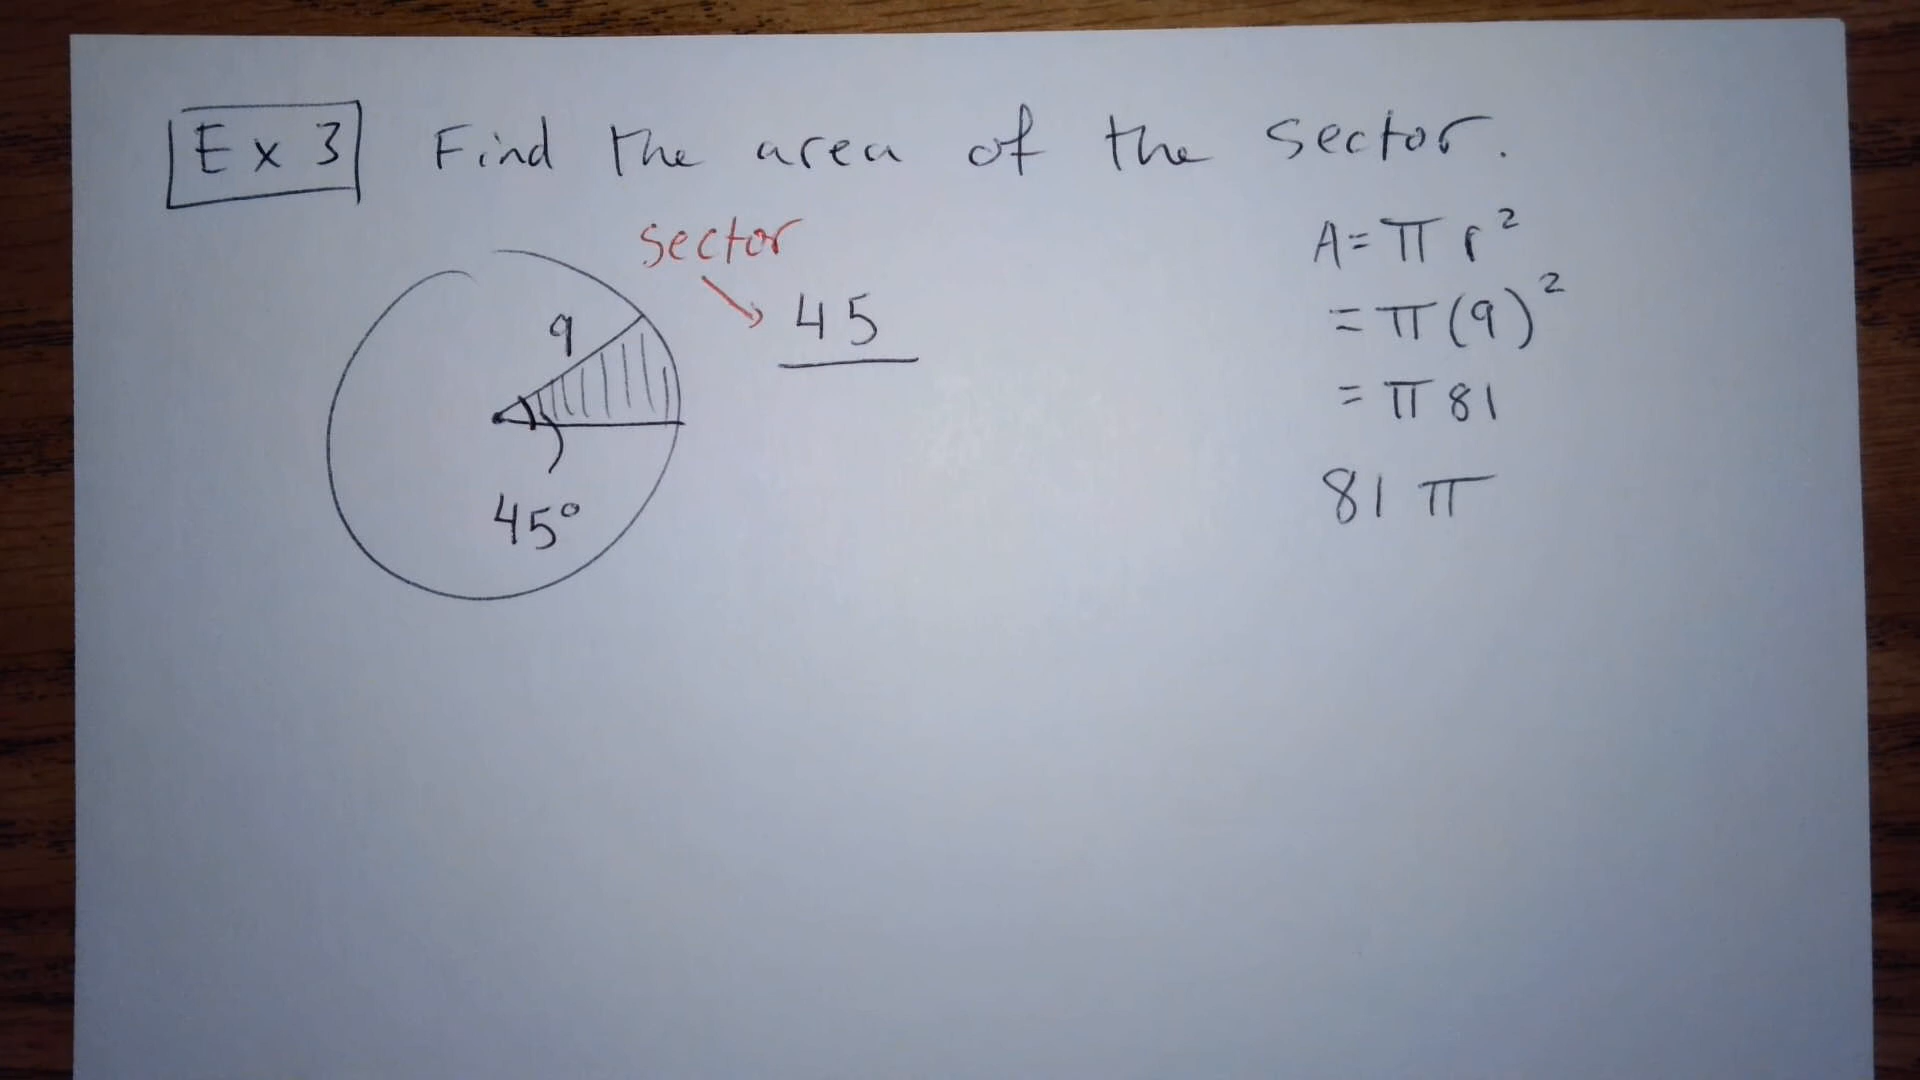 Ex 3 Find the area of the sector.
sector
9
45
45°
A = π r²
= π (9)²
= π 81
81 π